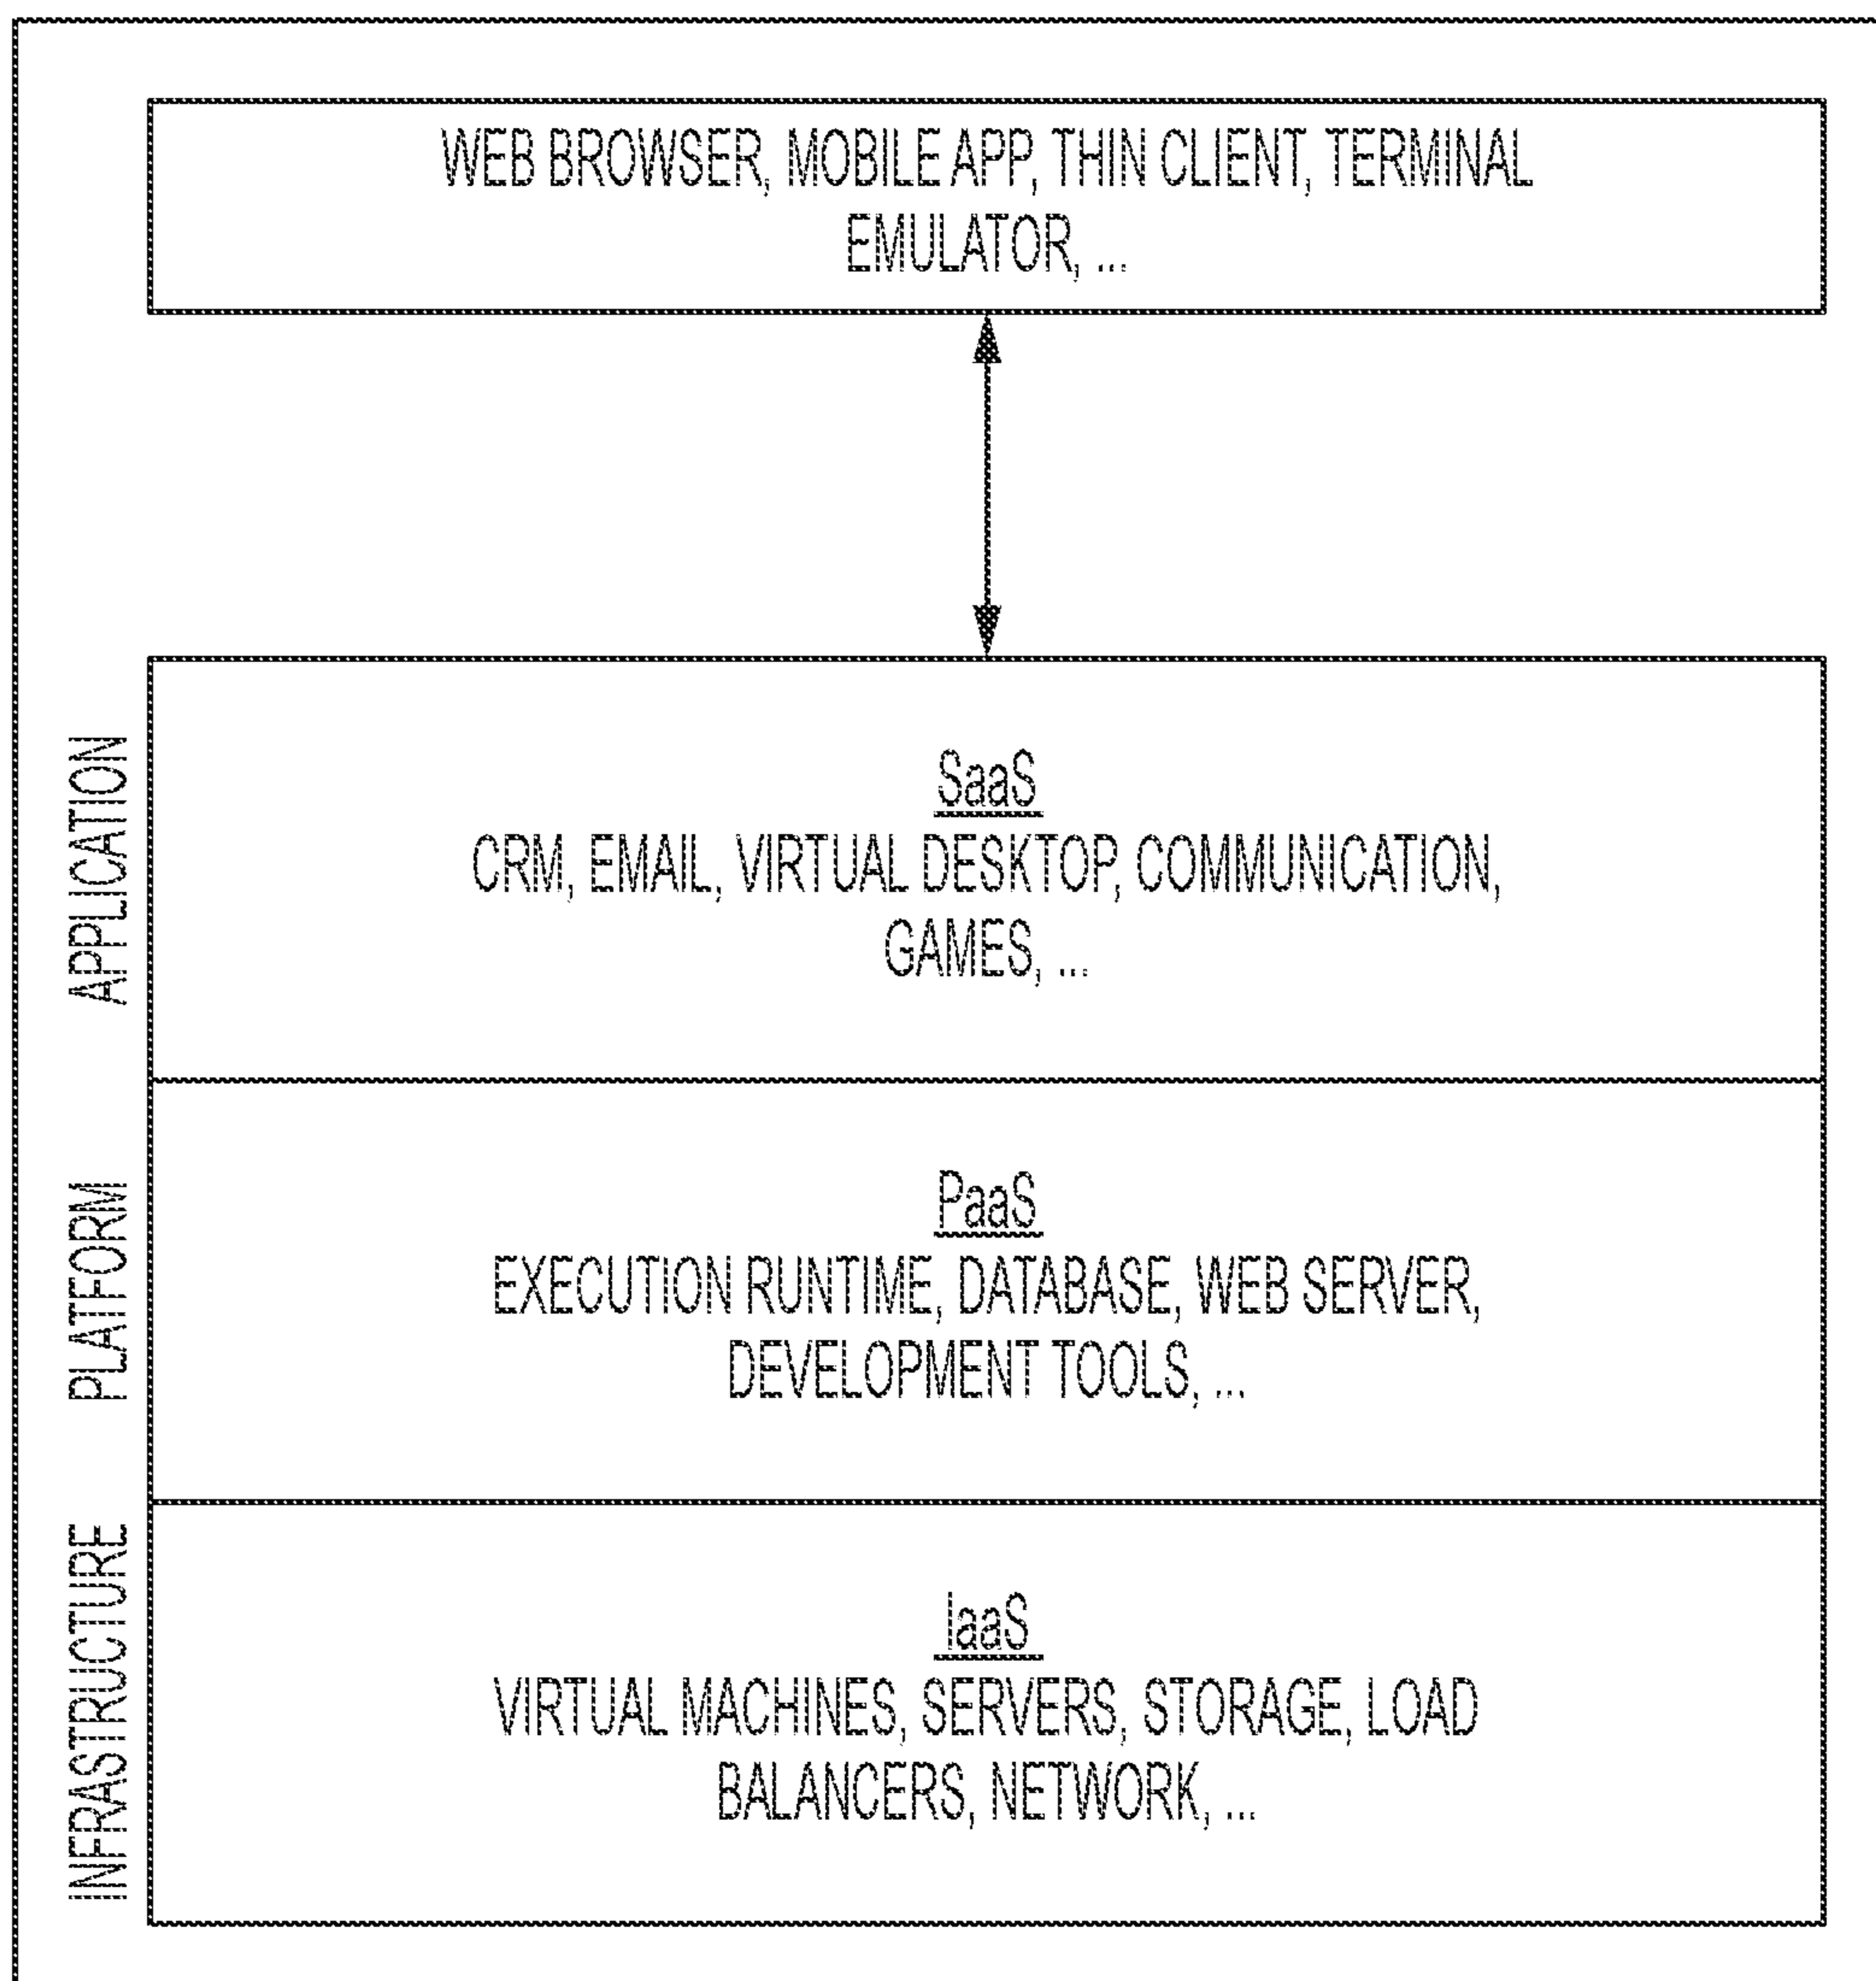 WEB BROWSER, MOBILE APP, THIN CLIENT, TERMINAL
EMULATOR, ...
APPLICATION
SaaS
CRM, EMAIL, VIRTUAL DESKTOP, COMMUNICATION,
GAMES, ...
PLATFORM
PaaS
EXECUTION RUNTIME, DATABASE, WEB SERVER,
DEVELOPMENT TOOLS, ...
INFRASTRUCTURE
IaaS
VIRTUAL MACHINES, SERVERS, STORAGE, LOAD
BALANCERS, NETWORK, ...